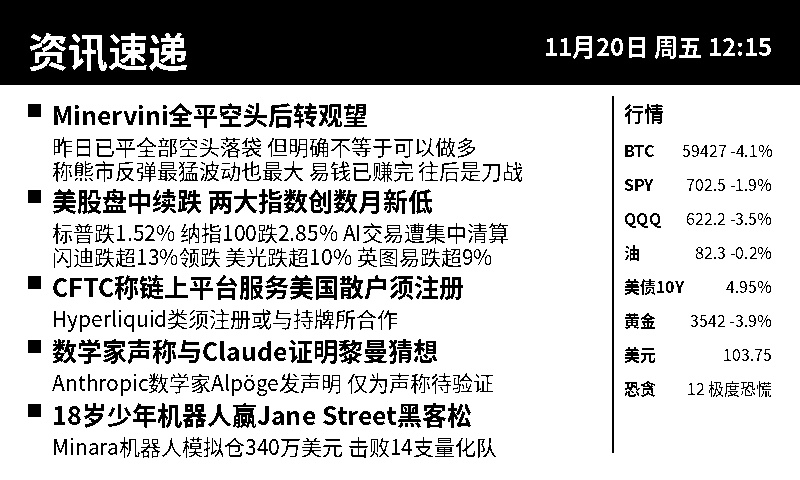 资讯速递
11月20日 周五 12:15
Minervini全平空头后转观望
昨日已平全部空头落袋 但明确不等于可以做多
称熊市反弹最猛波动也最大 易钱已赚完 往后是刀战
美股盘中续跌 两大指数创数月新低
标普跌1.52% 纳指100跌2.85% AI交易遭集中清算
闪迪跌超13%领跌 美光跌超10% 英图易跌超9%
CFTC称链上平台服务美国散户须注册
Hyperliquid类须注册或与持牌所合作
数学家声称与Claude证明黎曼猜想
Anthropic数学家Alpöge发声明 仅为声称待验证
18岁少年机器人赢Jane Street黑客松
Minara机器人模拟仓340万美元 击败14支量化队
行情
BTC 59427 -4.1%
SPY 702.5 -1.9%
QQQ 622.2 -3.5%
油 82.3 -0.2%
美债10Y 4.95%
黄金 3542 -3.9%
美元 103.75
恐贪 12 极度恐慌